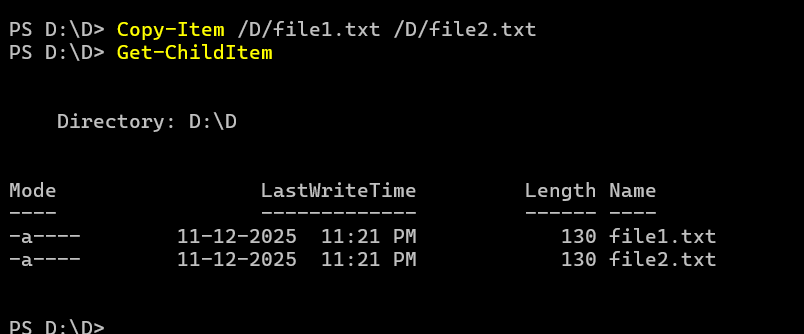 PS D:\D> Copy-Item /D/file1.txt /D/file2.txt
PS D:\D> Get-ChildItem
Directory: D:\D
Mode LastWriteTime Length Name
---- ------------- ------ ----
-a---- 11-12-2025 11:21 PM 130 file1.txt
-a---- 11-12-2025 11:21 PM 130 file2.txt
PS D:\D>